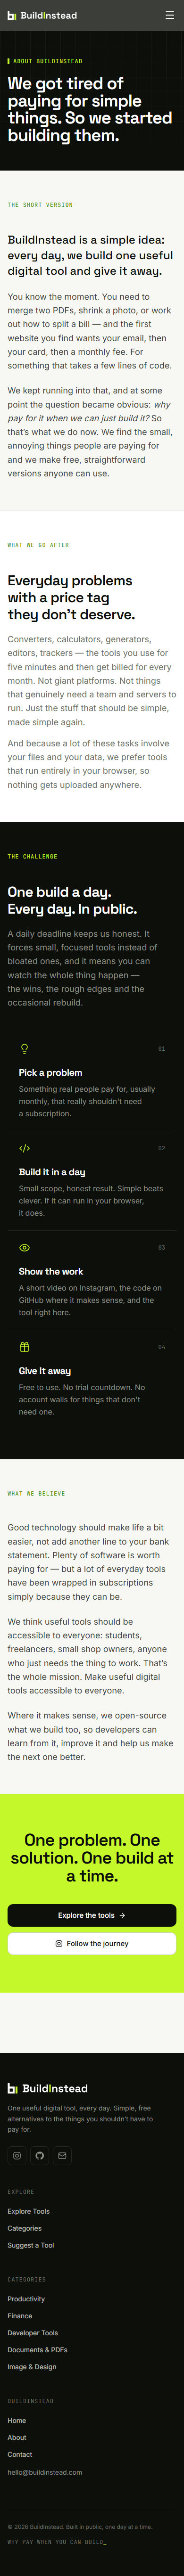 BuildInstead
ABOUT BUILDINSTEAD
We got tired of
paying for simple
things. So we started
building them.
THE SHORT VERSION
BuildInstead is a simple idea:
every day, we build one useful
digital tool and give it away.
You know the moment. You need to
merge two PDFs, shrink a photo, or work
out how to split a bill — and the first
website you find wants your email, then
your card, then a monthly fee. For
something that takes a few lines of code.
We kept running into that, and at some
point the question became obvious: why
pay for it when we can just build it? So
that's what we do now. We find the small,
annoying things people are paying for
and we make free, straightforward
versions anyone can use.
WHAT WE GO AFTER
Everyday problems
with a price tag
they don't deserve.
Converters, calculators, generators,
editors, trackers — the tools you use for
five minutes and then get billed for every
month. Not giant platforms. Not things
that genuinely need a team and servers to
run. Just the stuff that should be simple,
made simple again.
And because a lot of these tasks involve
your files and your data, we prefer tools
that run entirely in your browser, so
nothing gets uploaded anywhere.
THE CHALLENGE
One build a day.
Every day. In public.
A daily deadline keeps us honest. It
forces small, focused tools instead of
bloated ones, and it means you can
watch the whole thing happen —
the wins, the rough edges and the
occasional rebuild.
01
Pick a problem
Something real people pay for, usually
monthly, that really shouldn't need
a subscription.
02
Build it in a day
Small scope, honest result. Simple beats
clever. If it can run in your browser,
it does.
03
Show the work
A short video on Instagram, the code on
GitHub where it makes sense, and the
tool right here.
04
Give it away
Free to use. No trial countdown. No
account walls for things that don't
need one.
WHAT WE BELIEVE
Good technology should make life a bit
easier, not add another line to your bank
statement. Plenty of software is worth
paying for — but a lot of everyday tools
have been wrapped in subscriptions
simply because they can be.
We think useful tools should be
accessible to everyone: students,
freelancers, small shop owners, anyone
who just needs the thing to work. That's
the whole mission. Make useful digital
tools accessible to everyone.
Where it makes sense, we open-source
what we build too, so developers can
learn from it, improve it and help us make
the next one better.
One problem. One
solution. One build at
a time.
Explore the tools →
Follow the journey
BuildInstead
One useful digital tool, every day. Simple, free
alternatives to the things you shouldn't have to
pay for.
EXPLORE
Explore Tools
Categories
Suggest a Tool
CATEGORIES
Productivity
Finance
Developer Tools
Documents & PDFs
Image & Design
BUILDINSTEAD
Home
About
Contact
hello@buildinstead.com
© 2026 BuildInstead. Built in public, one day at a time.
WHY PAY WHEN YOU CAN BUILD_